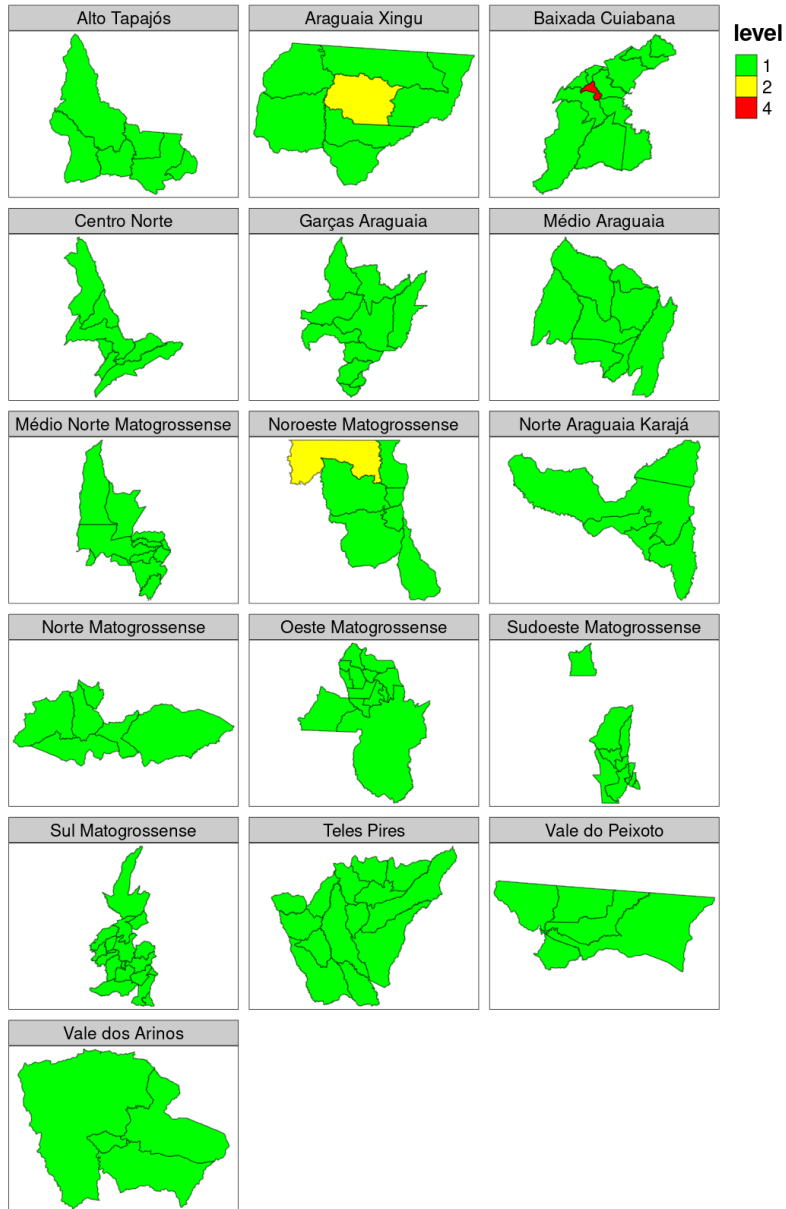 Alto Tapajós
Araguaia Xingu
Baixada Cuiabana
level
1
2
4
Centro Norte
Garças Araguaia
Médio Araguaia
Médio Norte Matogrossense
Noroeste Matogrossense
Norte Araguaia Karajá
Norte Matogrossense
Oeste Matogrossense
Sudoeste Matogrossense
Sul Matogrossense
Teles Pires
Vale do Peixoto
Vale dos Arinos